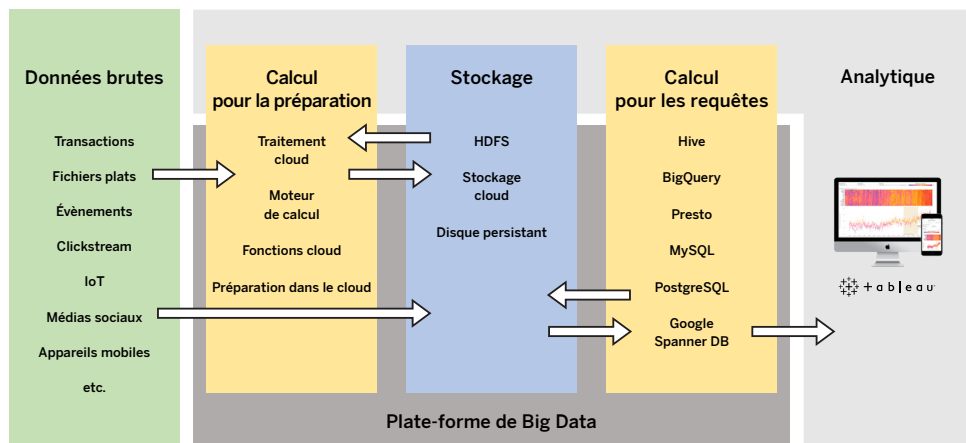 Données brutes
Transactions
Fichiers plats
Évènements
Clickstream
IoT
Médias sociaux
Appareils mobiles
etc.
Calcul
pour la préparation
Traitement
cloud
Moteur
de calcul
Fonctions cloud
Préparation dans le cloud
Stockage
HDFS
Stockage
cloud
Disque persistant
Calcul
pour les requêtes
Hive
BigQuery
Presto
MySQL
PostgreSQL
Google
Spanner DB
Analytique
+ableau
Plate-forme de Big Data